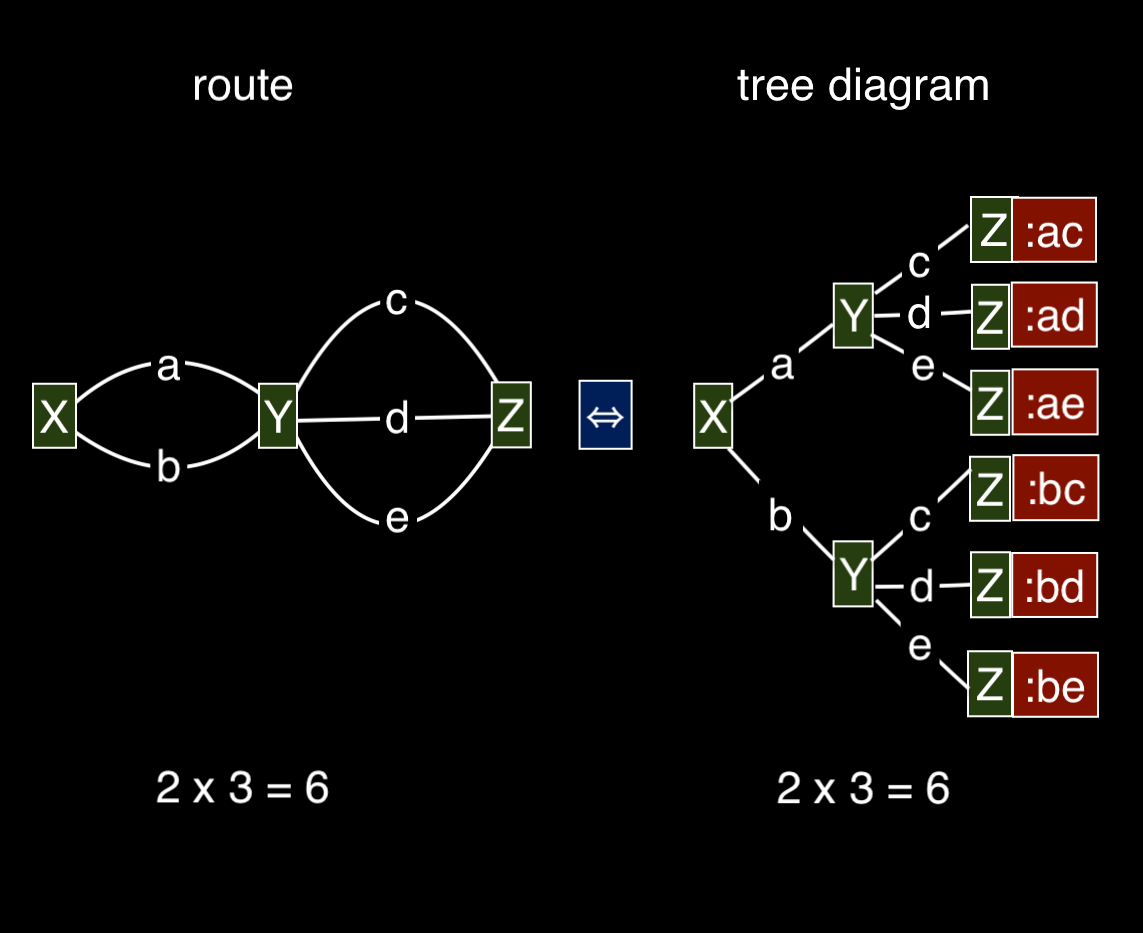 route
tree diagram
c
a
d
X
Y
Z
b
e
⇔
Z :ac
c
Y d Z :ad
a
e
Z :ae
X
Z :bc
b
c
Y d Z :bd
e
Z :be
2 x 3 = 6
2 x 3 = 6